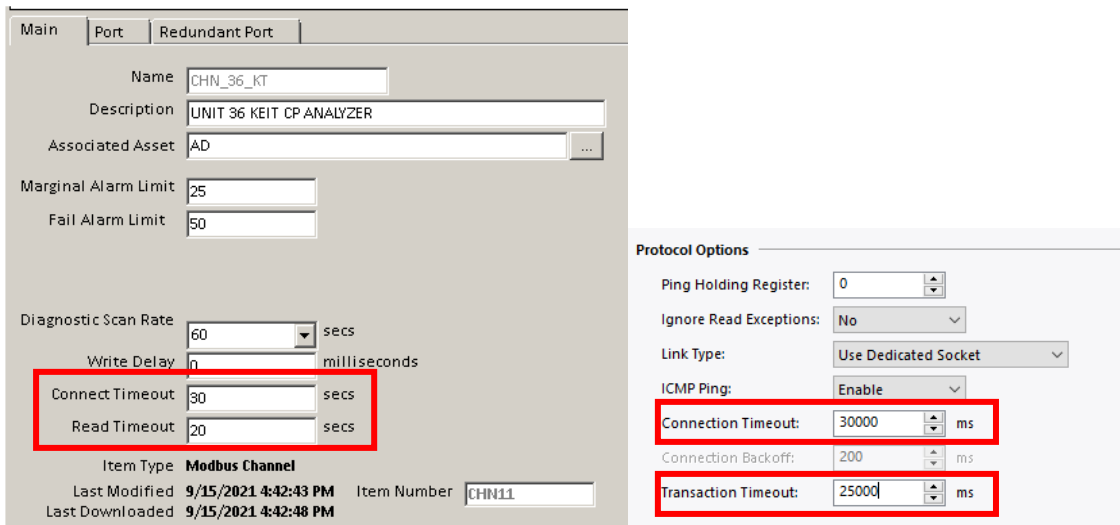 Main Port Redundant Port
Name CHN_36_KT
Description UNIT 36 KEIT CP ANALYZER
Associated Asset AD ...
Marginal Alarm Limit 25
Fail Alarm Limit 50
Diagnostic Scan Rate 60 secs
Write Delay 0 milliseconds
Connect Timeout 30 secs
Read Timeout 20 secs
Item Type Modbus Channel
Last Modified 9/15/2021 4:42:43 PM Item Number CHN11
Last Downloaded 9/15/2021 4:42:48 PM
Protocol Options
Ping Holding Register: 0
Ignore Read Exceptions: No
Link Type: Use Dedicated Socket
ICMP Ping: Enable
Connection Timeout: 30000 ms
Connection Backoff: 200 ms
Transaction Timeout: 25000 ms